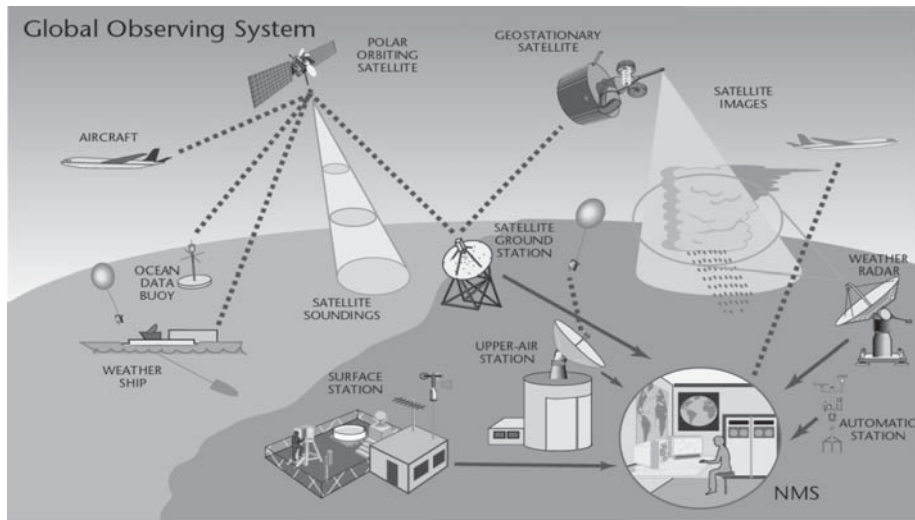 Global Observing System
POLAR
ORBITING
SATELLITE
GEOSTATIONARY
SATELLITE
SATELLITE
IMAGES
AIRCRAFT
OCEAN
DATA
BUOY
SATELLITE
SOUNDINGS
SATELLITE
GROUND
STATION
WEATHER
RADAR
WEATHER
SHIP
SURFACE
STATION
UPPER-AIR
STATION
AUTOMATIC
STATION
NMS